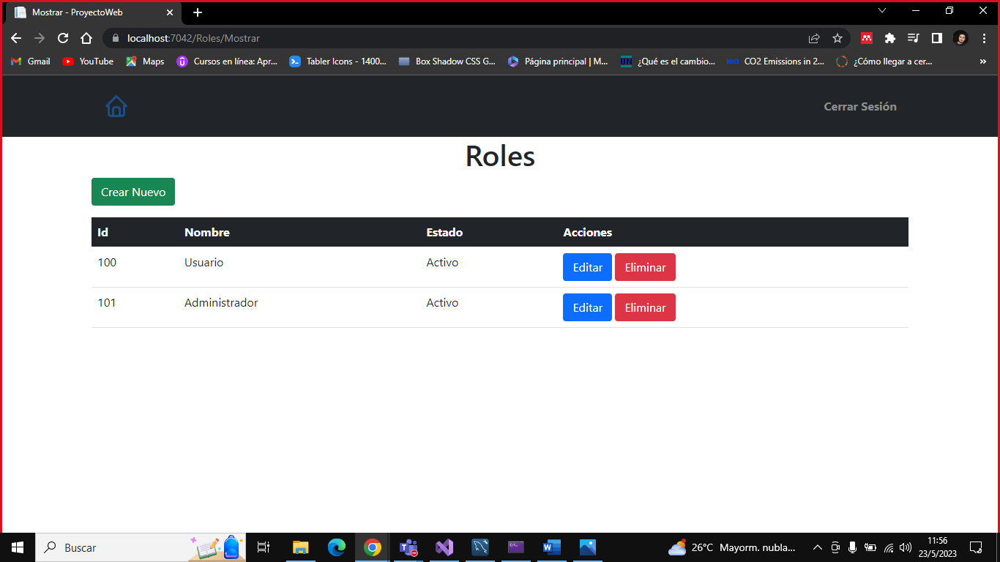 Mostrar - ProyectoWeb
localhost:7042/Roles/Mostrar
Gmail YouTube Maps Cursos en línea: Apr... Tabler Icons - 1400... Box Shadow CSS G... Página principal | M... UN ¿Qué es el cambio... CO2 Emissions in 2... ¿Cómo llegar a cer... »
Cerrar Sesión
Roles
Crear Nuevo
Id Nombre Estado Acciones
100 Usuario Activo Editar Eliminar
101 Administrador Activo Editar Eliminar
Buscar
26°C Mayorm. nubla...
11:56
23/5/2023